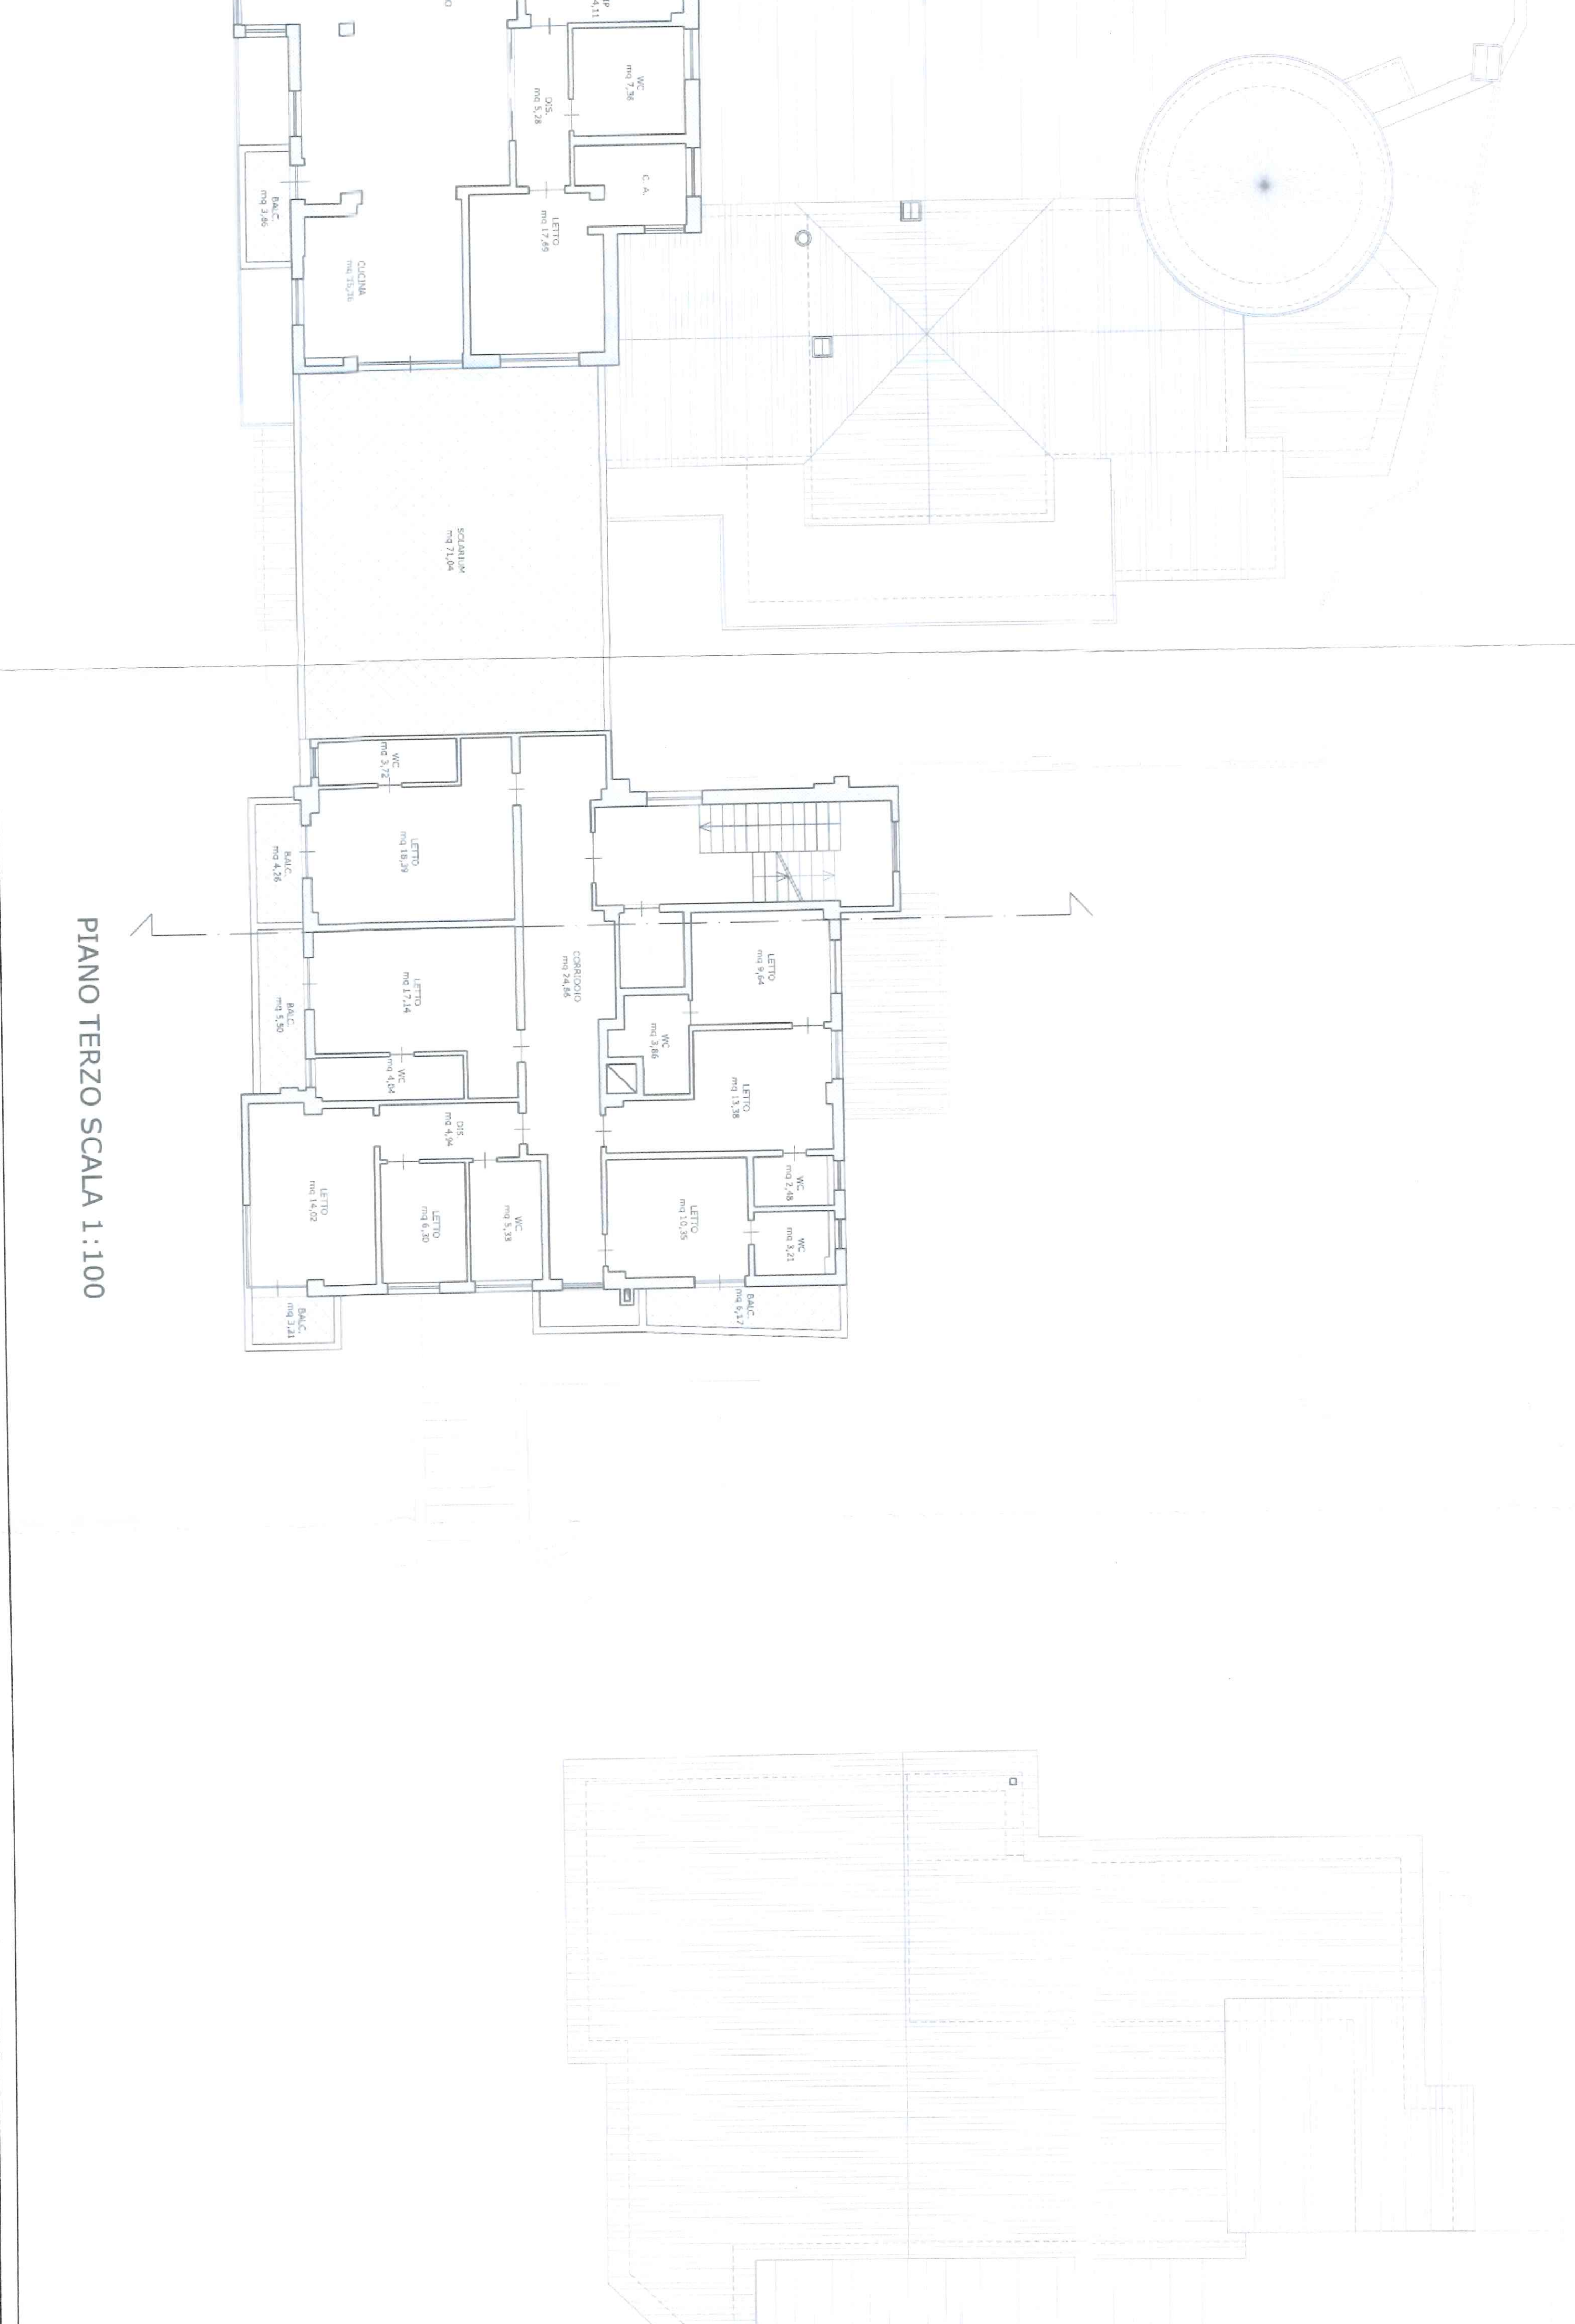 WC
mq 7,36
DIS.
mq 5,28
C. A.
LETTO
mq 17,69
BALC.
mq 3,66
CUCINA
SOLARIUM
mq 71,04
WC
mq 3,72
LETTO
mq 18,39
BALC.
mq 4,26
LETTO
mq 9,64
CORRIDOIO
mq 24,86
LETTO
mq 17,14
BALC.
mq 5,50
WC
mq 3,86
WC
mq 4,04
LETTO
mq 13,38
DIS.
mq 4,94
WC
mq 2,48
LETTO
mq 14,02
LETTO
mq 6,30
WC
mq 5,33
LETTO
mq 10,35
WC
mq 3,21
BALC.
mq 6,17
BALC.
mq 3,21
PIANO TERZO SCALA 1:100